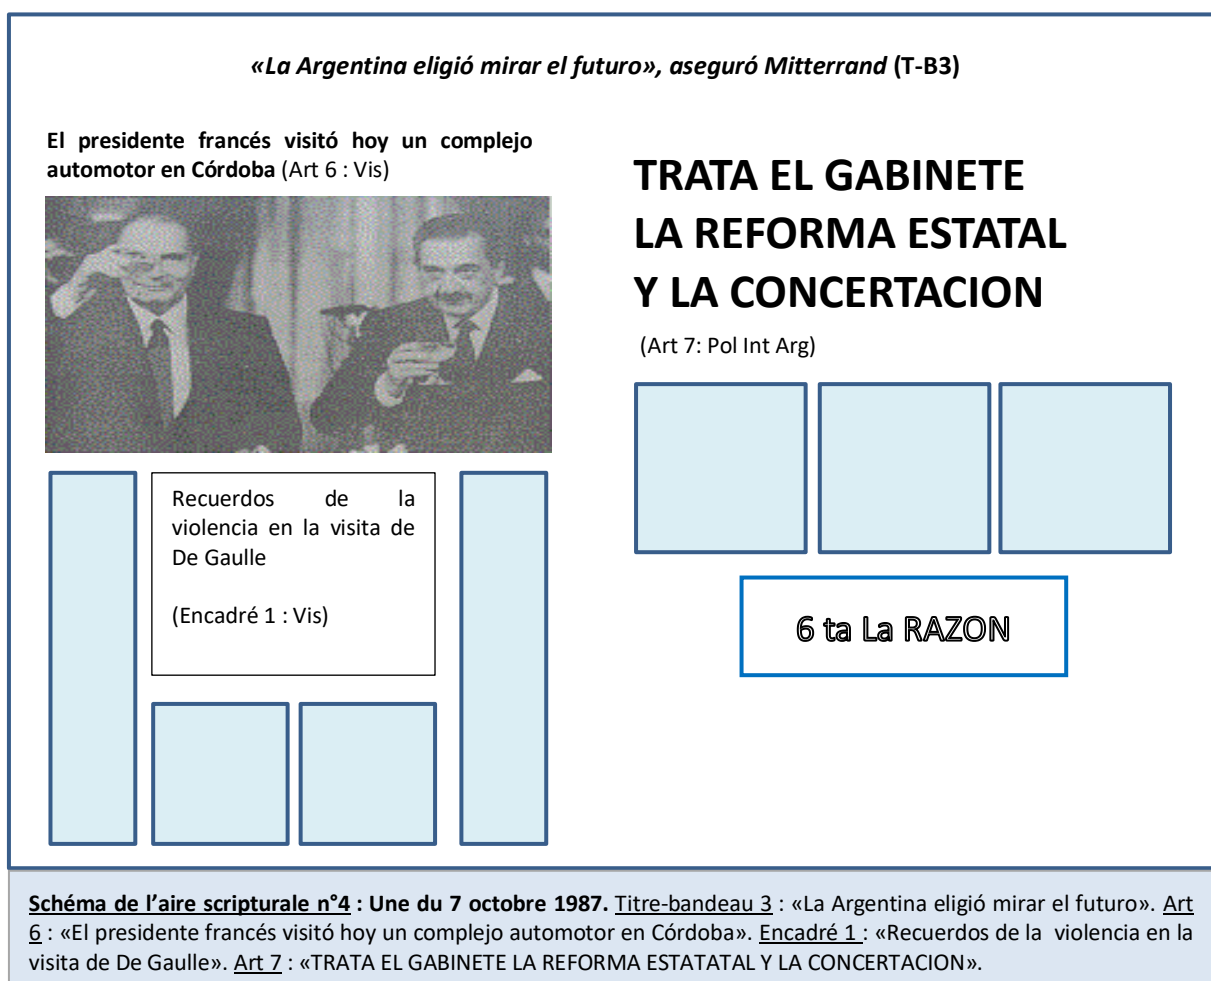 «La Argentina eligió mirar el futuro», aseguró Mitterrand (T-B3)
El presidente francés visitó hoy un complejo
automotor en Córdoba (Art 6 : Vis)
TRATA EL GABINETE
LA REFORMA ESTATAL
Y LA CONCERTACION
(Art 7: Pol Int Arg)
Recuerdos de la
violencia en la visita de
De Gaulle
(Encadré 1 : Vis)
6 ta La RAZON
Schéma de l'aire scripturale n°4 : Une du 7 octobre 1987. Titre-bandeau 3 : «La Argentina eligió mirar el futuro». Art
6 : «El presidente francés visitó hoy un complejo automotor en Córdoba». Encadré 1 : «Recuerdos de la violencia en la
visita de De Gaulle». Art 7 : «TRATA EL GABINETE LA REFORMA ESTATATAL Y LA CONCERTACION».